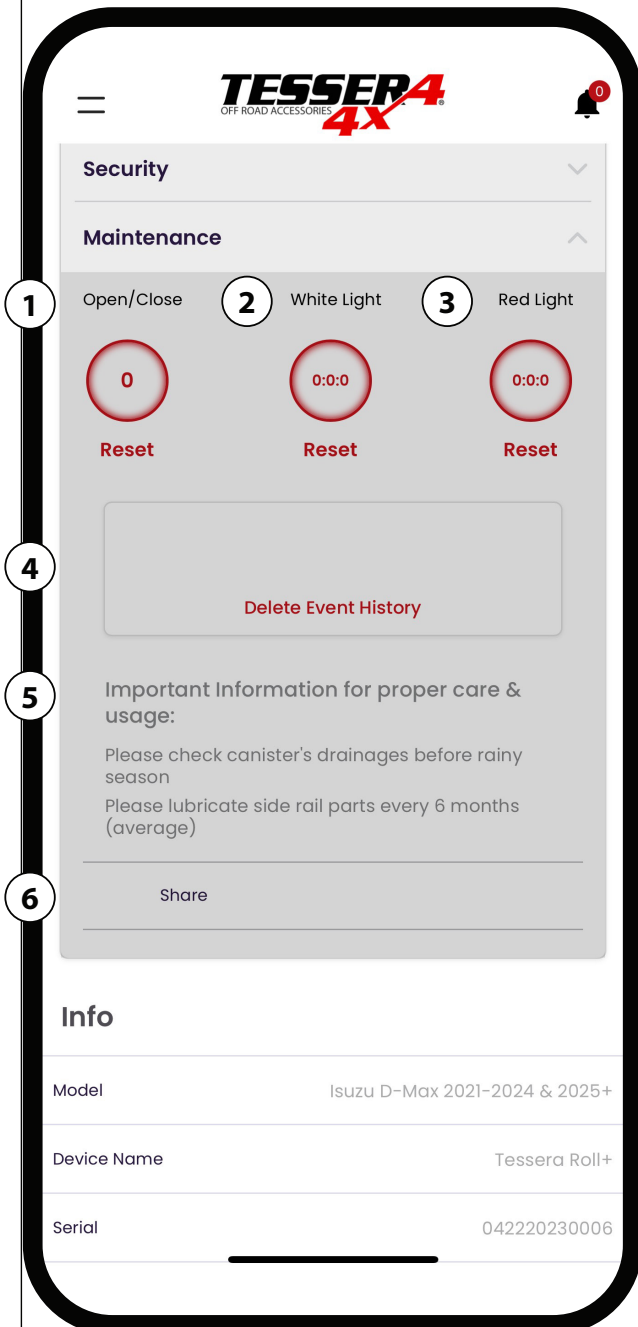 TESSER4
OFF ROAD ACCESSORIES
4x
0
Security
Maintenance
1 Open/Close 2 White Light 3 Red Light
0 0:0:0 0:0:0
Reset Reset Reset
4
Delete Event History
5 Important Information for proper care &
usage:
Please check canister's drainages before rainy
season
Please lubricate side rail parts every 6 months
(average)
6 Share
Info
Model Isuzu D-Max 2021-2024 & 2025+
Device Name Tessera Roll+
Serial 042220230006